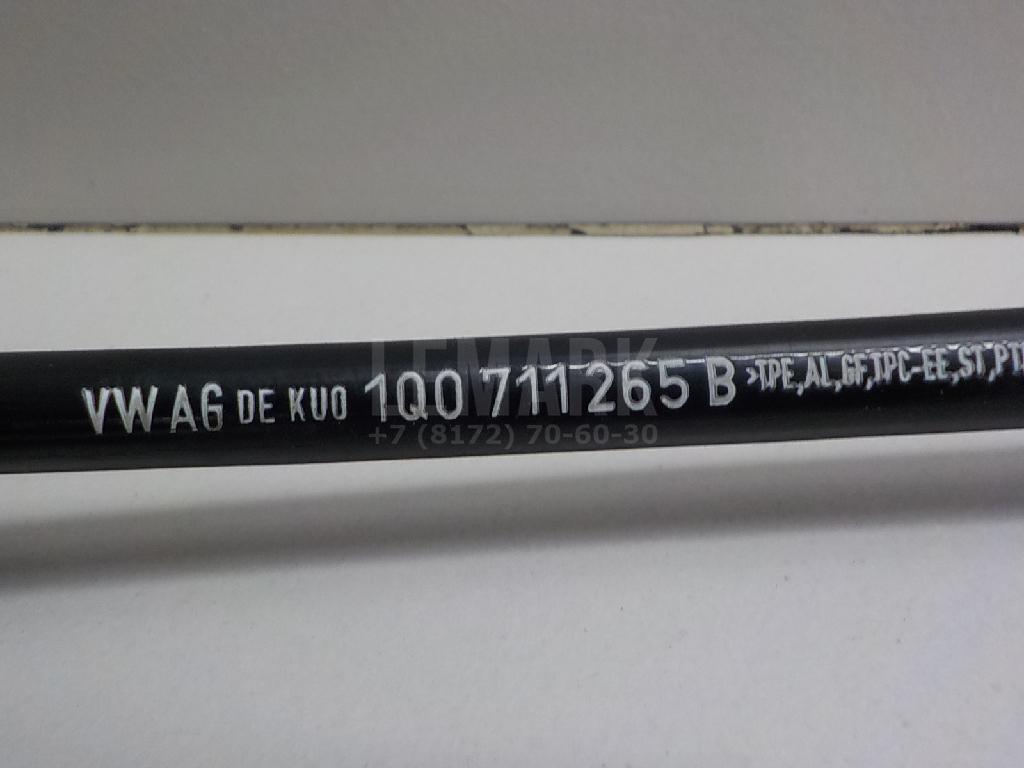 LEMARK
VW AG DE KUO 1Q0 711 265 B >TPE,AL,GF,TPC-EE,ST,PT
+7 (8172) 70-60-30